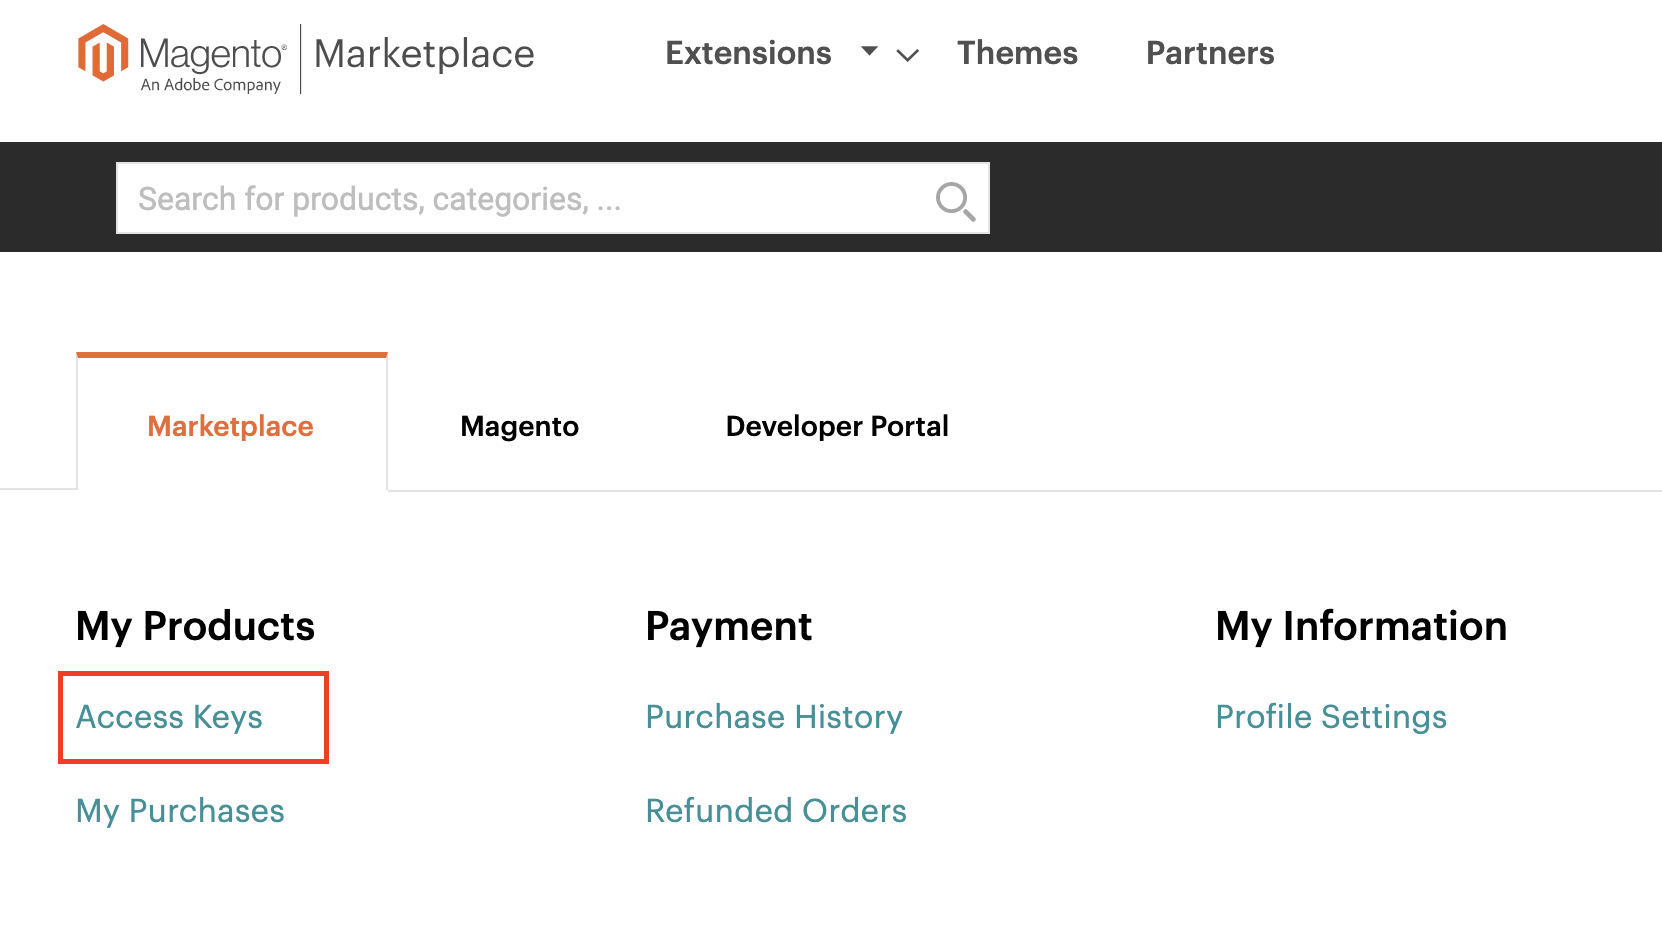 Magento® Marketplace Extensions Themes Partners
An Adobe Company
Search for products, categories, ...
Marketplace Magento Developer Portal
My Products Payment My Information
Access Keys Purchase History Profile Settings
My Purchases Refunded Orders